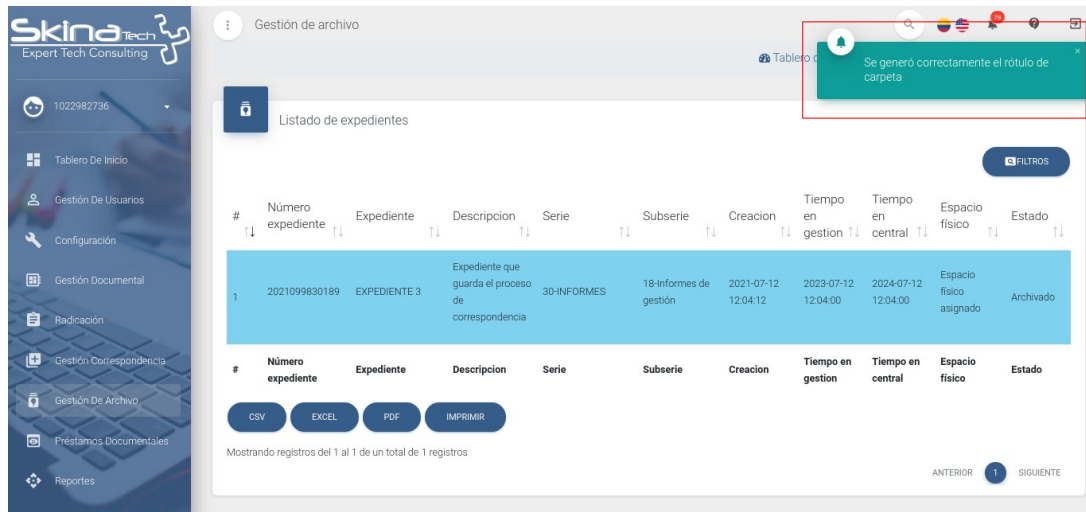 Skina Tech
Expert Tech Consulting
1022982736
Tablero De Inicio
Gestión De Usuarios
Configuración
Gestión Documental
Radicación
Gestión Correspondencia
Gestión De Archivo
Préstamos Documentales
Reportes
Gestión de archivo
78
Tablero
Se generó correctamente el rótulo de
carpeta
×
Listado de expedientes
FILTROS
#
Número
expediente
Expediente
Descripcion
Serie
Subserie
Creacion
Tiempo
en
gestion
Tiempo
en
central
Espacio
físico
Estado
1
2021099830189
EXPEDIENTE 3
Expediente que
guarda el proceso
de
correspondencia
30-INFORMES
18-Informes de
gestión
2021-07-12
12:04:12
2023-07-12
12:04:00
2024-07-12
12:04:00
Espacio
físico
asignado
Archivado
#
Número
expediente
Expediente
Descripcion
Serie
Subserie
Creacion
Tiempo en
gestion
Tiempo en
central
Espacio
físico
Estado
CSV
EXCEL
PDF
IMPRIMIR
Mostrando registros del 1 al 1 de un total de 1 registros
ANTERIOR
1
SIGUIENTE